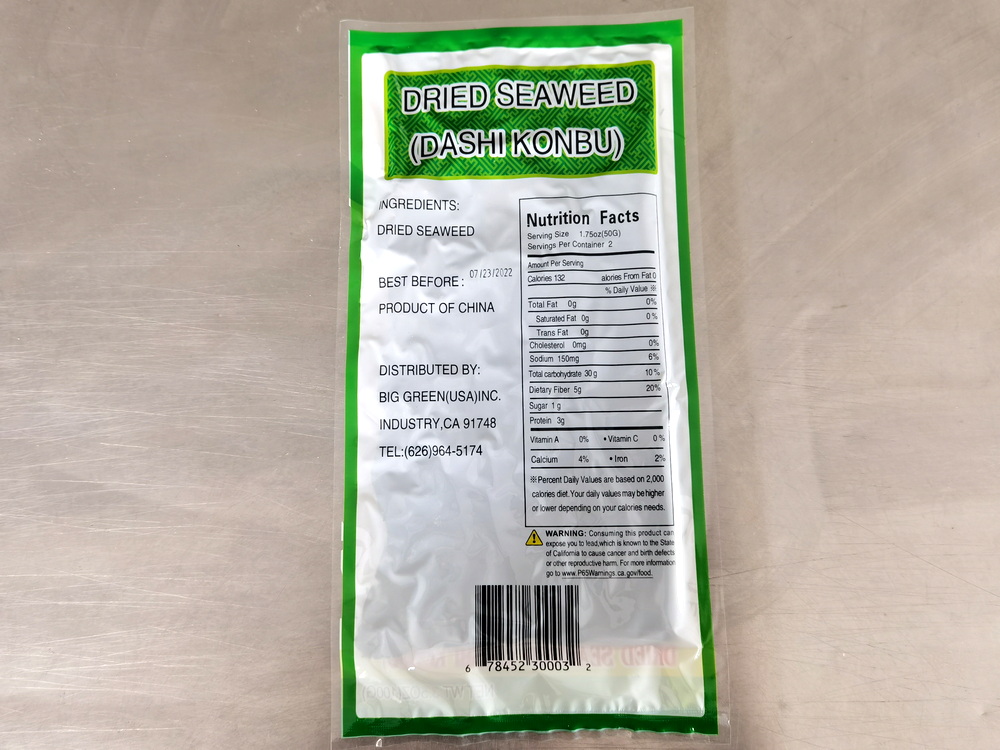 DRIED SEAWEED
(DASHI KONBU)
INGREDIENTS:
DRIED SEAWEED
BEST BEFORE: 07/23/2022
PRODUCT OF CHINA
DISTRIBUTED BY:
BIG GREEN(USA)INC.
INDUSTRY,CA 91748
TEL:(626)964-5174
Nutrition Facts
Serving Size 1.75oz(50G)
Servings Per Container 2
Amount Per Serving
Calories 132 alories From Fat 0
% Daily Value ※
Total Fat 0g 0%
Saturated Fat 0g 0%
Trans Fat 0g
Cholesterol 0mg 0%
Sodium 150mg 6%
Total carbohydrate 30g 10%
Dietary Fiber 5g 20%
Sugar 1g
Protein 3g
Vitamin A 0% • Vitamin C 0%
Calcium 4% • Iron 2%
※Percent Daily Values are based on 2,000
calories diet.Your daily values may be higher
or lower depending on your calories needs.
WARNING: Consuming this product can
expose you to lead,which is known to the State
of California to cause cancer and birth defects
or other reproductive harm. For more information
go to www.P65Warnings.ca.gov/food.
6 78452 30003 2